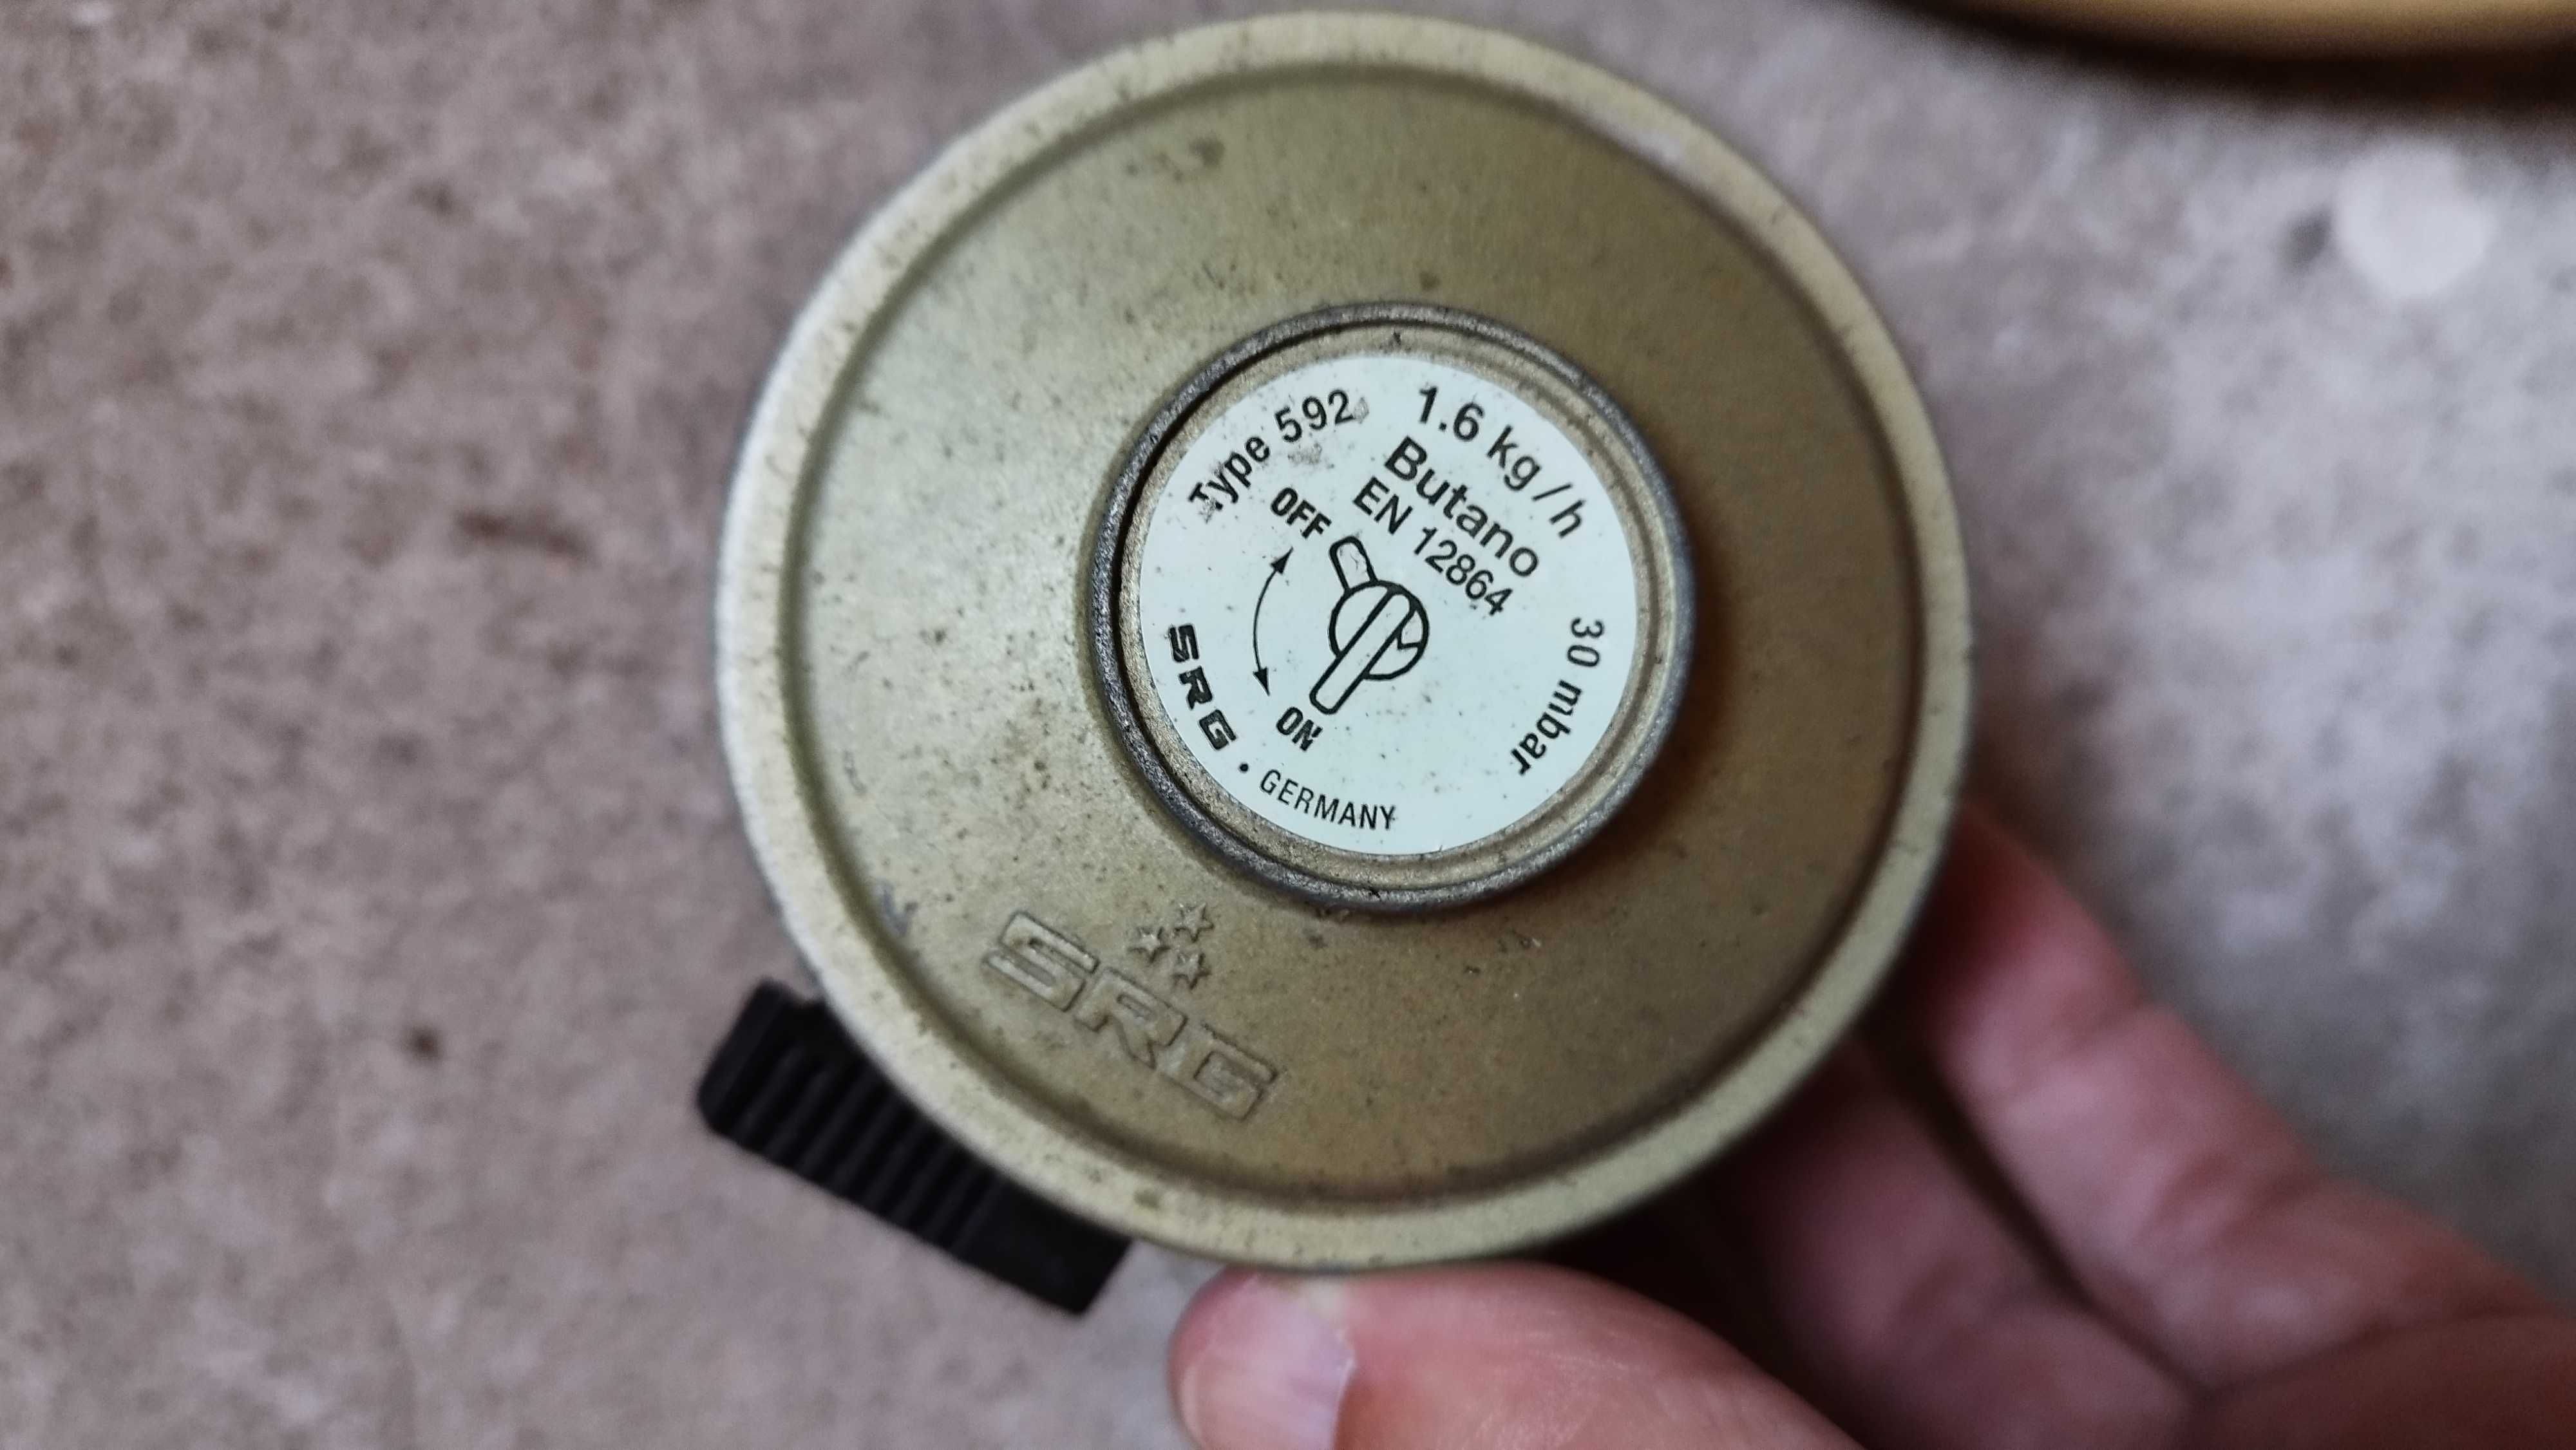 Type 592
1.6 kg/h
Butano
EN 12864
OFF
ON
30 mbar
SRG • GERMANY
SRG